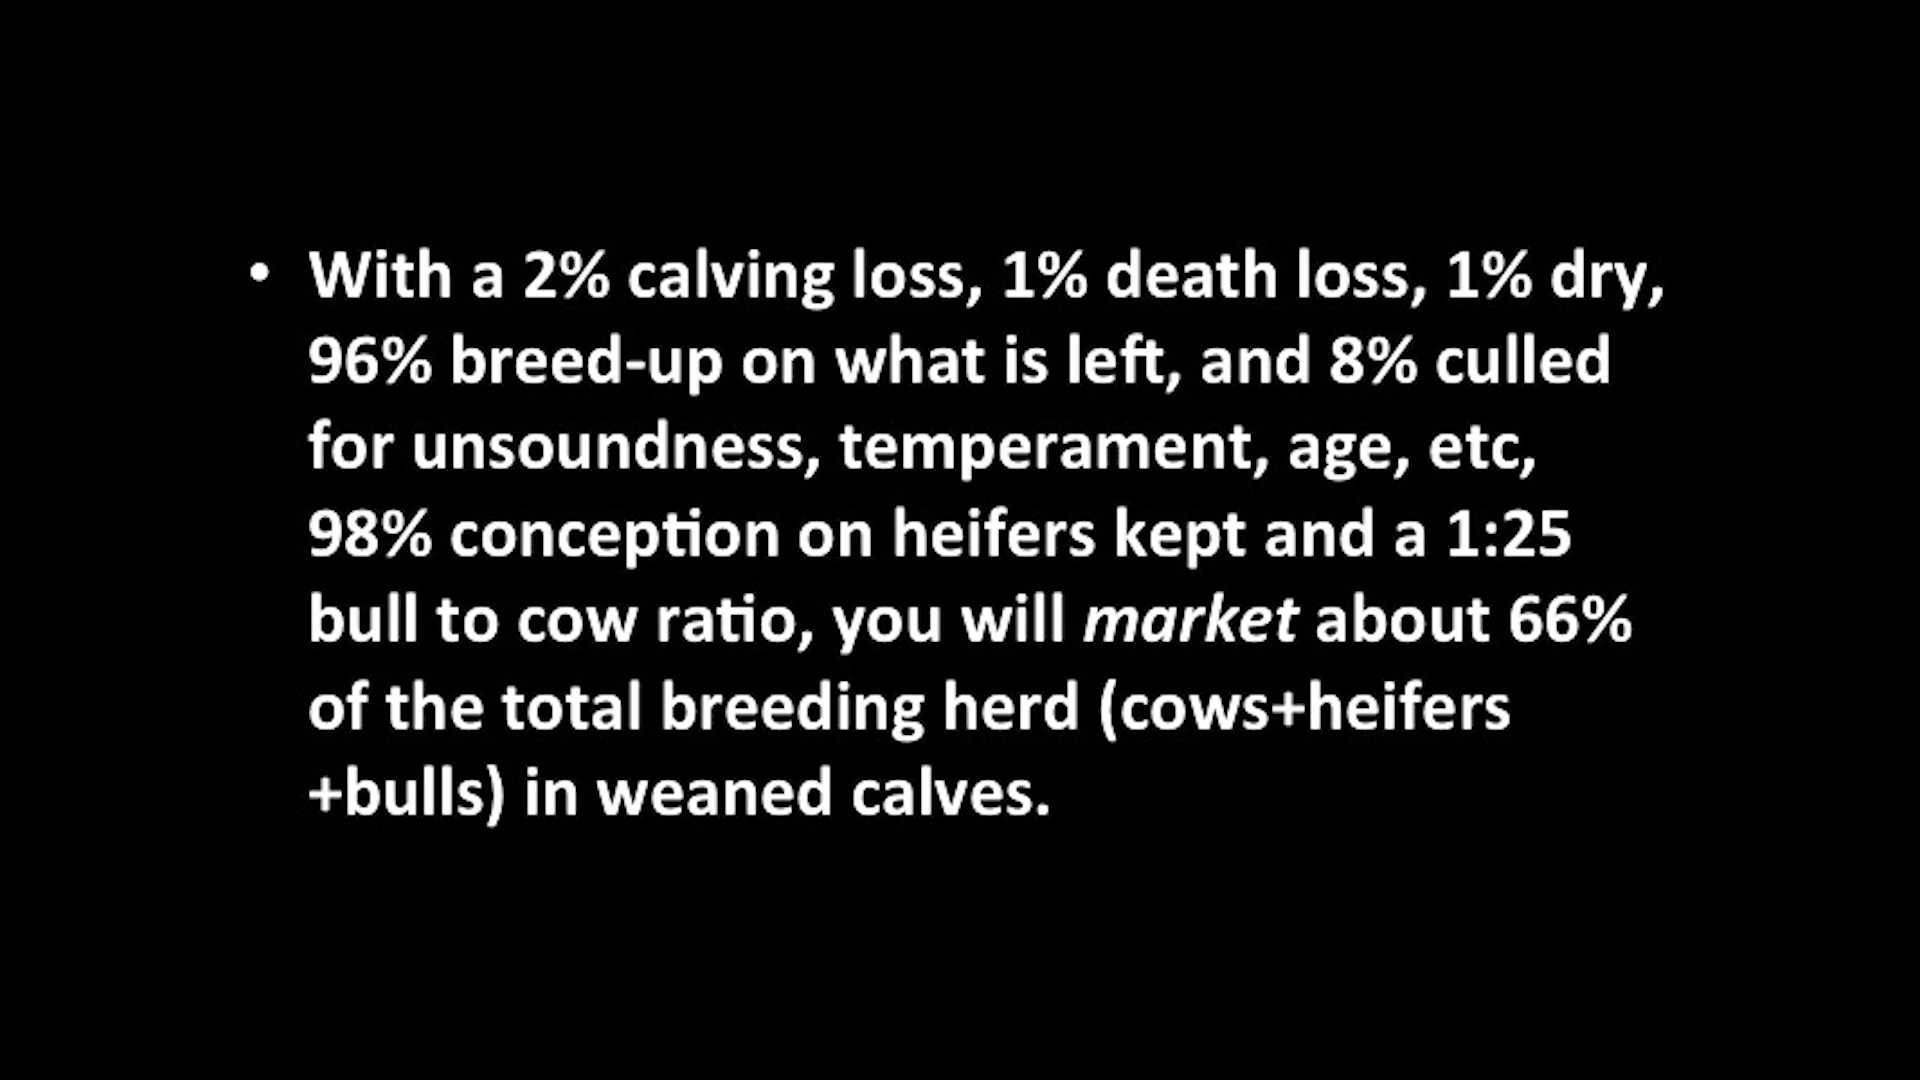 • With a 2% calving loss, 1% death loss, 1% dry,
96% breed-up on what is left, and 8% culled
for unsoundness, temperament, age, etc,
98% conception on heifers kept and a 1:25
bull to cow ratio, you will market about 66%
of the total breeding herd (cows+heifers
+bulls) in weaned calves.